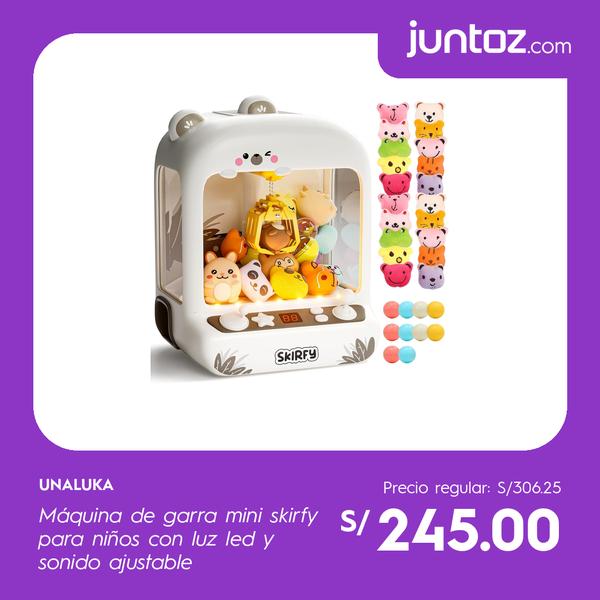 juntoz.com
88
SKIRFY
UNALUKA
Máquina de garra mini skirfy
para niños con luz led y
sonido ajustable
Precio regular: S/306.25
S/ 245.00